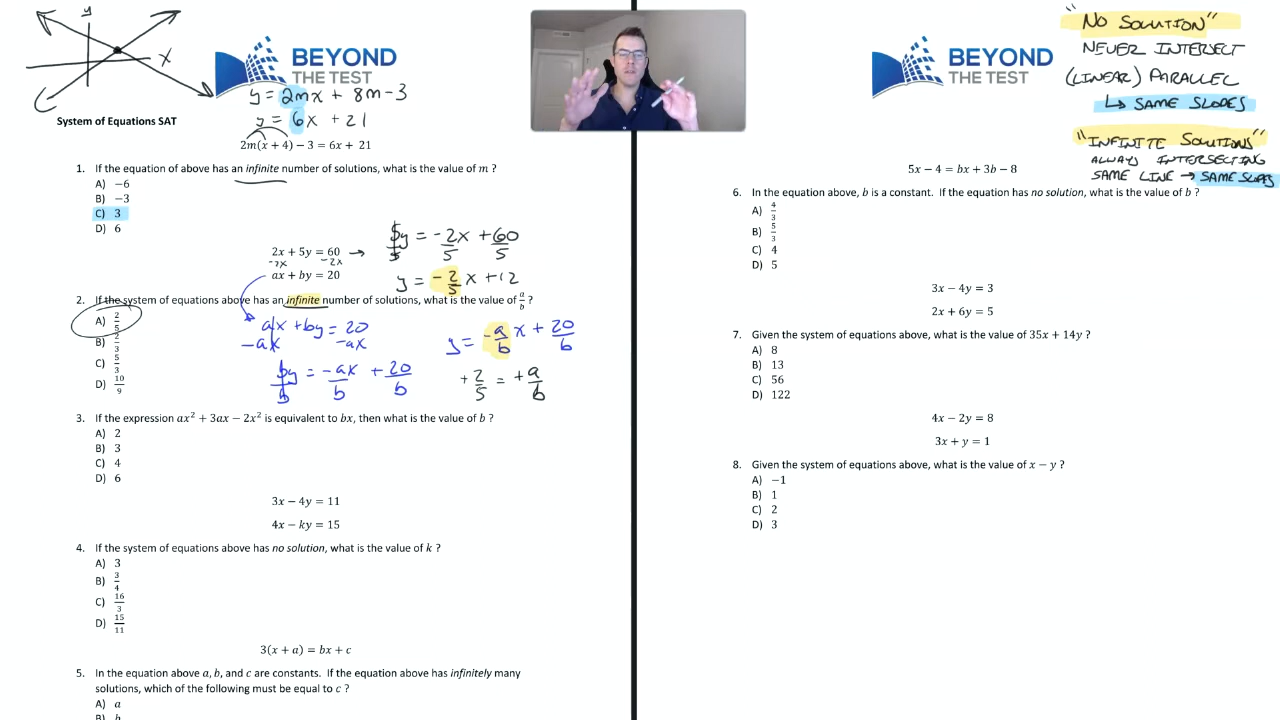 y
x
BEYOND
THE TEST
y = 2mx + 8m-3
y = 6x + 21
System of Equations SAT
2m(x + 4) − 3 = 6x + 21
1. If the equation of above has an infinite number of solutions, what is the value of m ?
A) −6
B) −3
C) 3
D) 6
2x + 5y = 60 →
-2x -2x
ax + by = 20
$y = -2x + 60
5 5 5
y = -2/5 x + 12
2. If the system of equations above has an infinite number of solutions, what is the value of a/b ?
A) 2/5
B) 2/3
C) 5/3
D) 10/9
ax + by = 20
-ax -ax
by = -ax + 20
b b b
y = -a/b x + 20/b
+2/5 = +a/b
3. If the expression ax² + 3ax − 2x² is equivalent to bx, then what is the value of b ?
A) 2
B) 3
C) 4
D) 6
3x − 4y = 11
4x − ky = 15
4. If the system of equations above has no solution, what is the value of k ?
A) 3
B) 3/4
C) 16/3
D) 15/11
3(x + a) = bx + c
5. In the equation above a, b, and c are constants. If the equation above has infinitely many
solutions, which of the following must be equal to c ?
A) a
B) b
BEYOND
THE TEST
"NO SOLUTION"
NEVER INTERSECT
(LINEAR) PARALLEL
↳ SAME SLOPES
"INFINITE SOLUTIONS"
ALWAYS INTERSECTING
SAME LINE → SAME SLOPES
5x − 4 = bx + 3b − 8
6. In the equation above, b is a constant. If the equation has no solution, what is the value of b ?
A) 4/3
B) 5/3
C) 4
D) 5
3x − 4y = 3
2x + 6y = 5
7. Given the system of equations above, what is the value of 35x + 14y ?
A) 8
B) 13
C) 56
D) 122
4x − 2y = 8
3x + y = 1
8. Given the system of equations above, what is the value of x − y ?
A) −1
B) 1
C) 2
D) 3